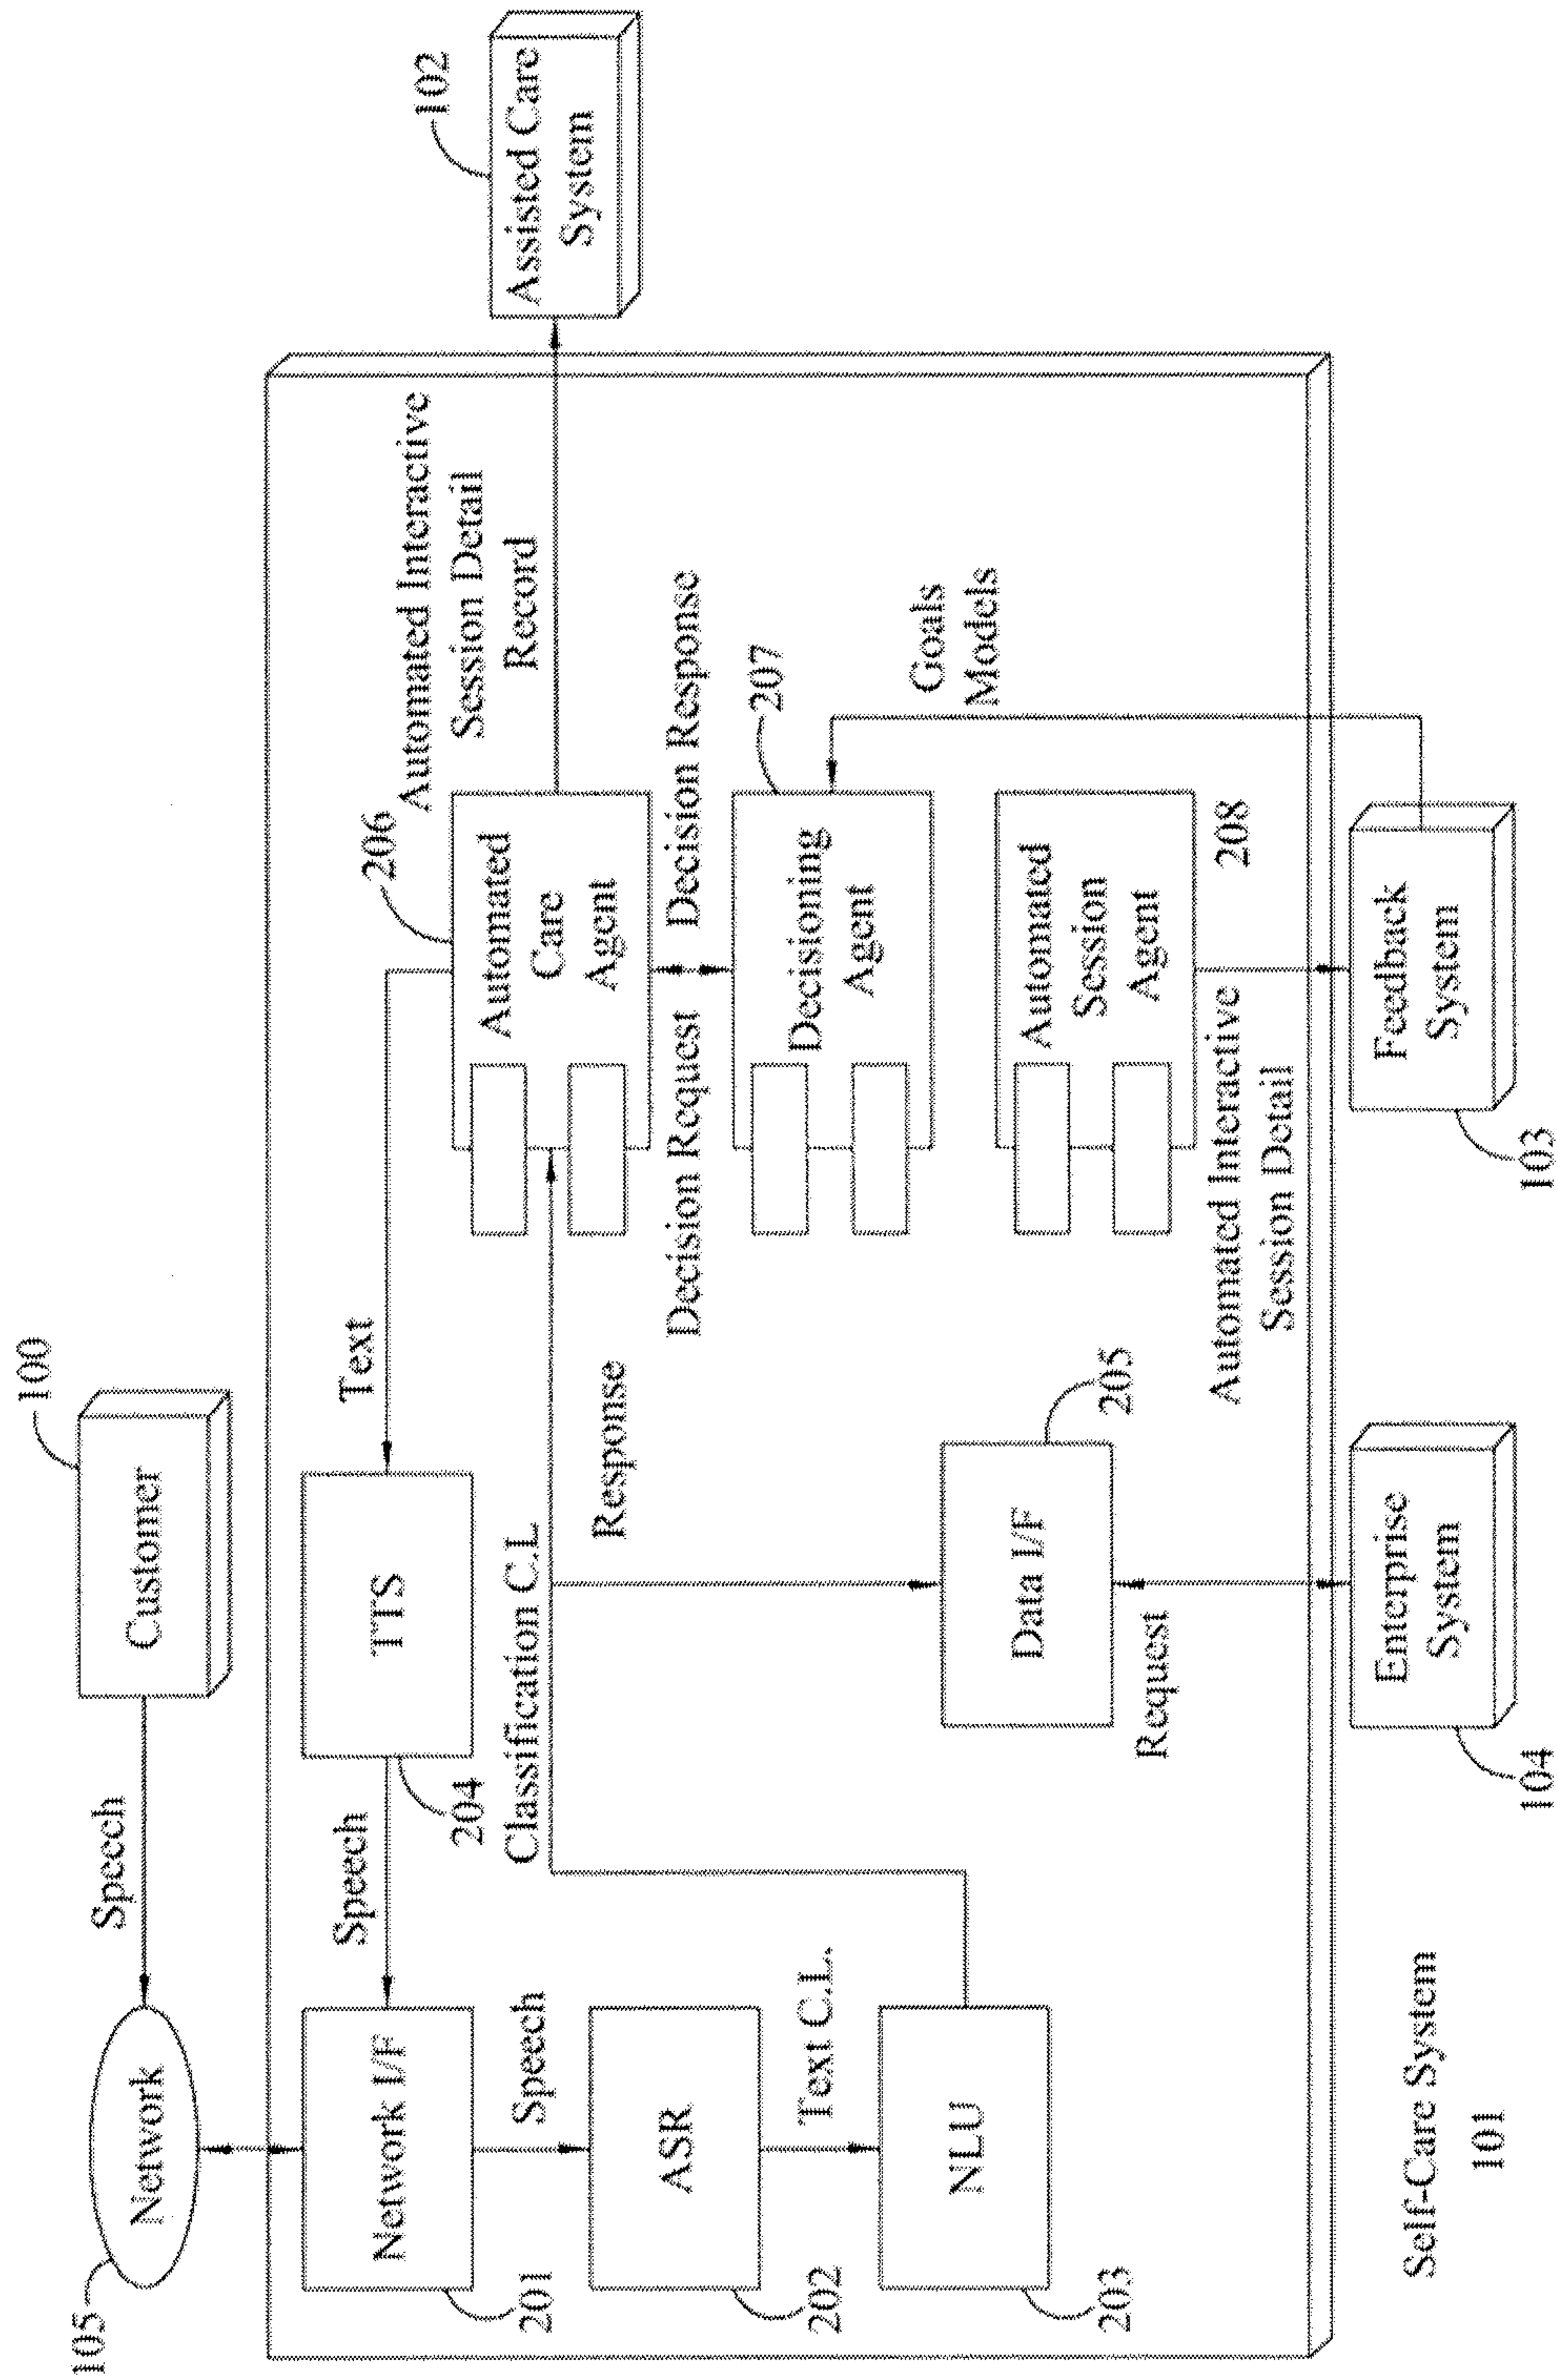 100
Customer
Speech
Network
105
102
Assisted Care
System
Automated Interactive
Session Detail
Record
206
Text
TTS
204
Speech
Network I/F
201
Automated
Care
Agent
Classification C.L
Response
Speech
ASR
202
Decision Request
Decision Response
207
Decisioning
Agent
Goals
Models
Text C.L.
NLU
203
Data I/F
205
Request
Automated
Session
Agent
208
Automated Interactive
Session Detail
Feedback
System
103
Enterprise
System
104
Self-Care System
101